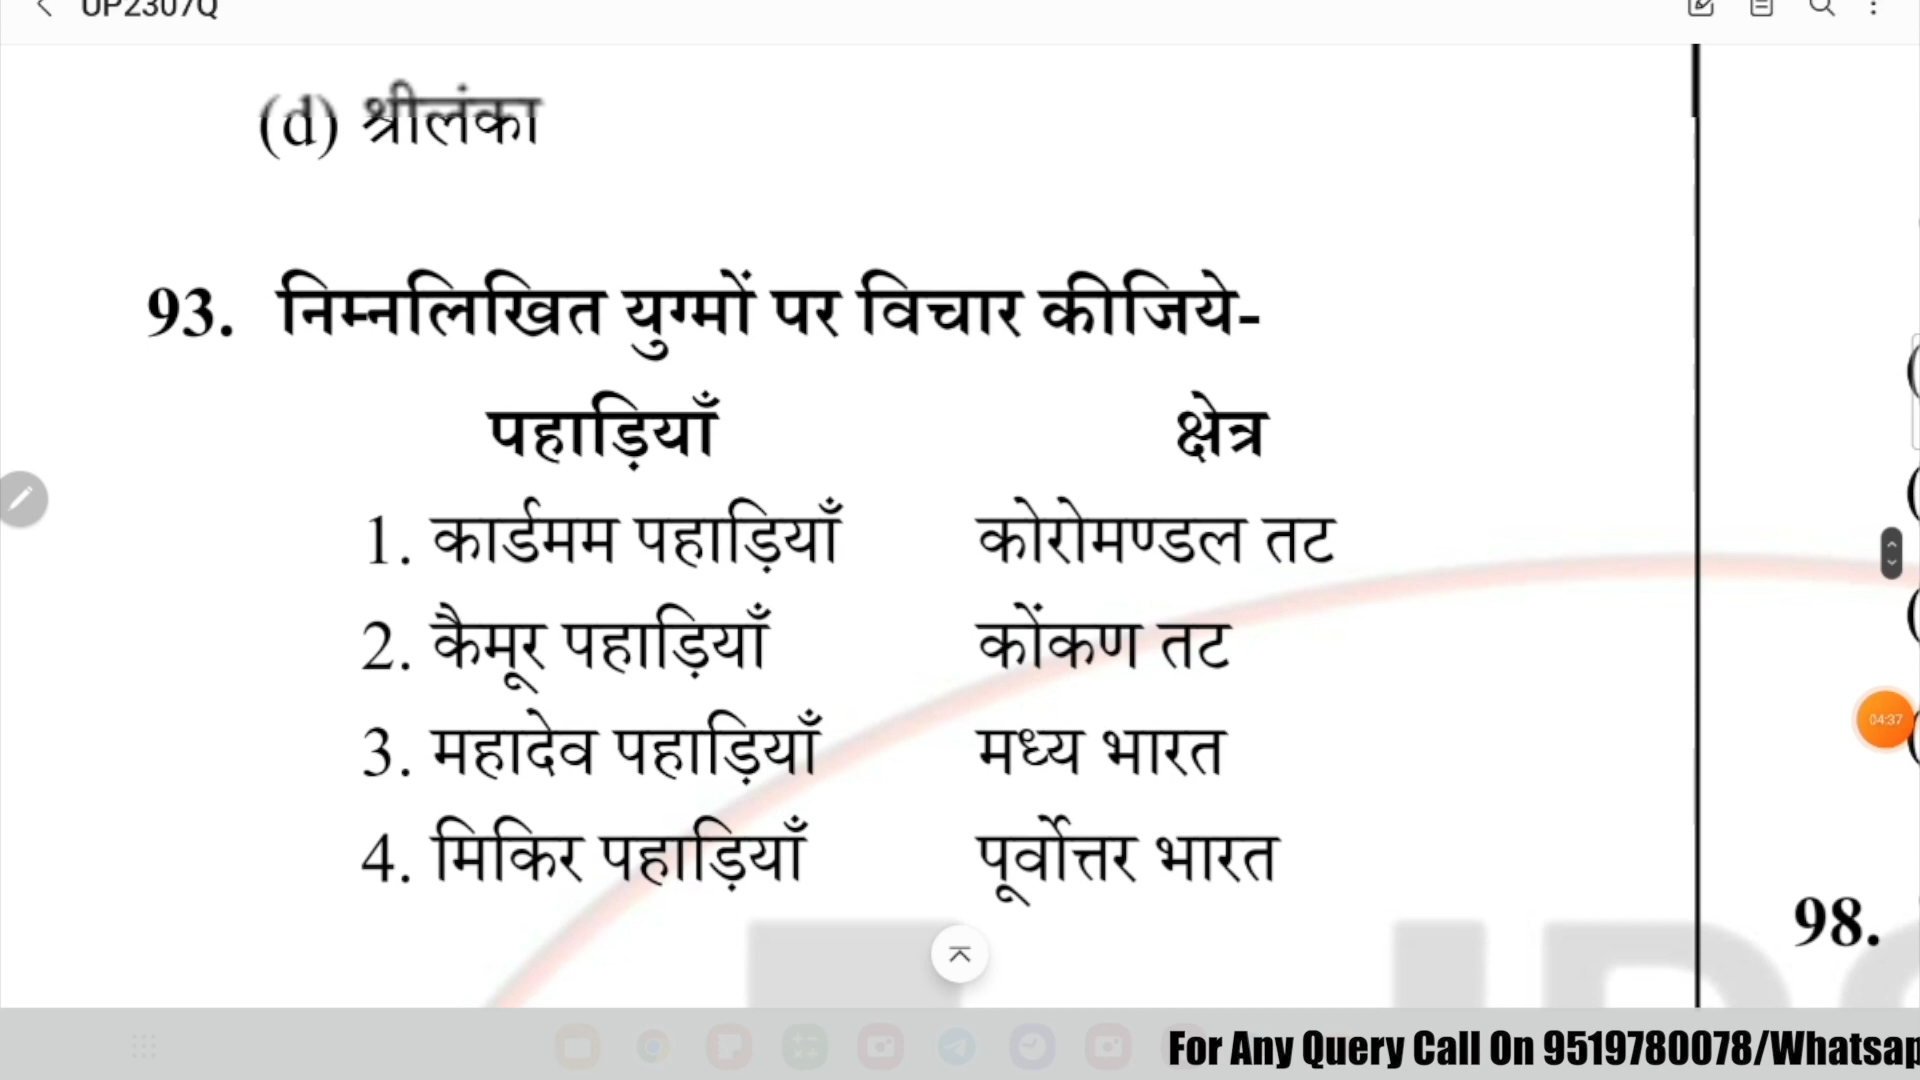 UP2307Q
(d) श्रीलंका
93. निम्नलिखित युग्मों पर विचार कीजिये-
पहाड़ियाँ क्षेत्र
1. कार्डमम पहाड़ियाँ कोरोमण्डल तट
2. कैमूर पहाड़ियाँ कोंकण तट
3. महादेव पहाड़ियाँ मध्य भारत
4. मिकिर पहाड़ियाँ पूर्वोत्तर भारत
04:37
98.
For Any Query Call On 9519780078/Whatsap